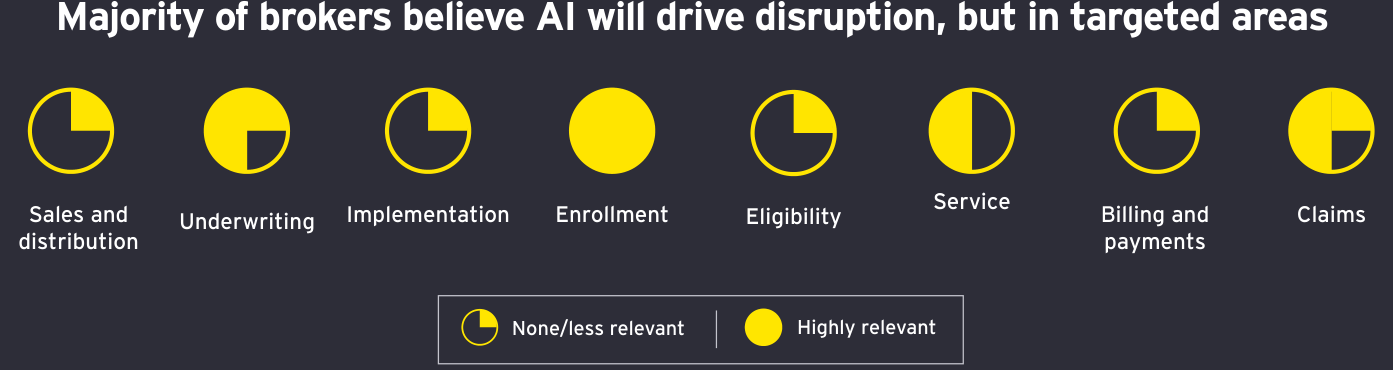 Majority of brokers believe AI will drive disruption, but in targeted areas
Sales and
distribution
Underwriting
Implementation
Enrollment
Eligibility
Service
Billing and
payments
Claims
None/less relevant
Highly relevant